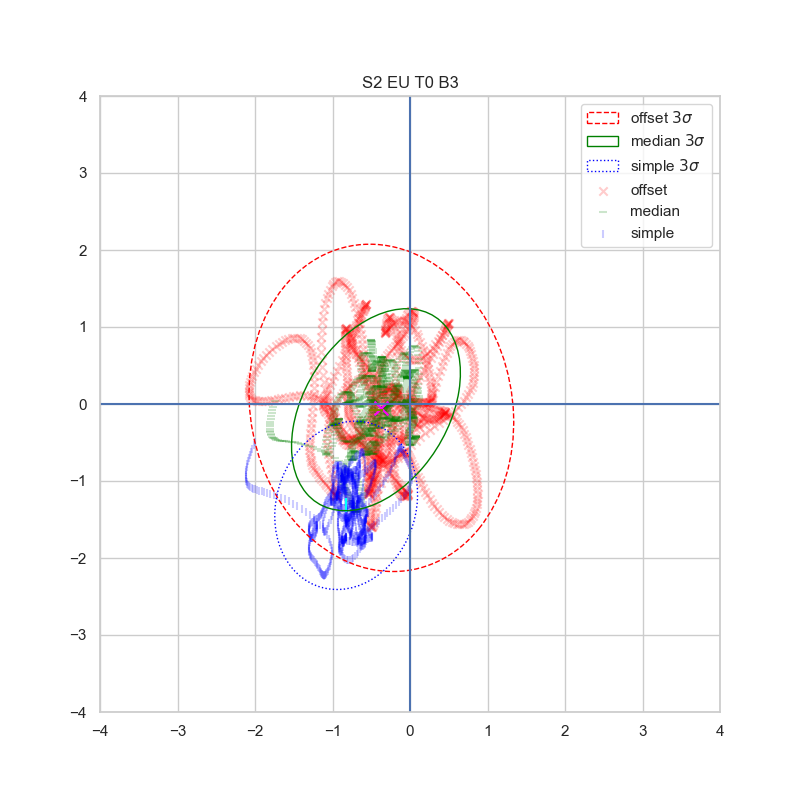 S2 EU T0 B3
offset 3σ
median 3σ
simple 3σ
offset
median
simple
4
3
2
1
0
−1
−2
−3
−4
−4 −3 −2 −1 0 1 2 3 4